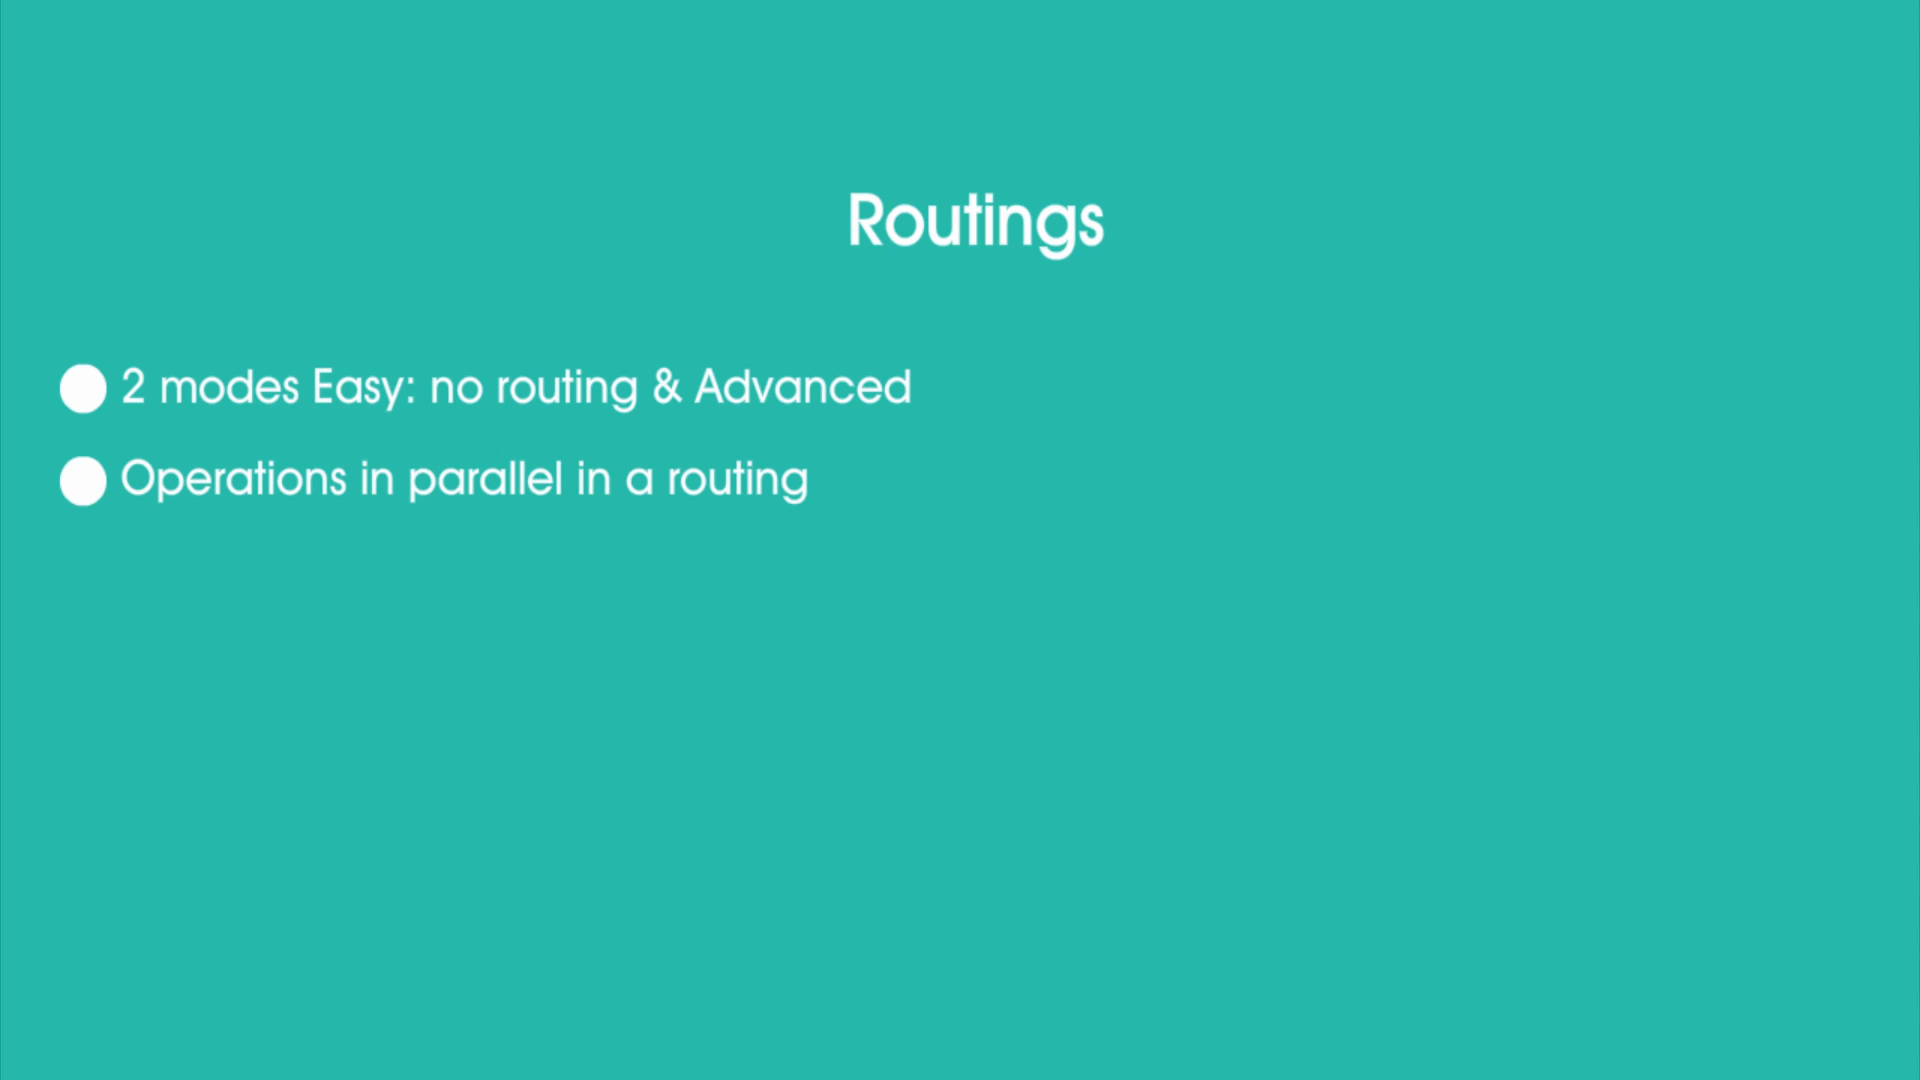 Routings
2 modes Easy: no routing & Advanced
Operations in parallel in a routing